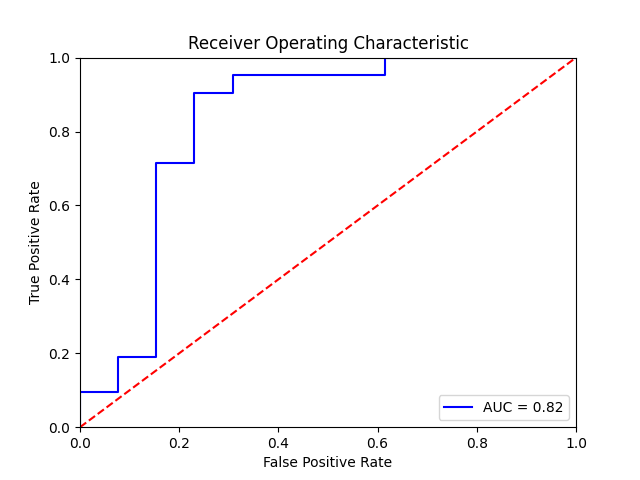 Receiver Operating Characteristic
1.0
0.8
0.6
0.4
0.2
0.0
True Positive Rate
AUC = 0.82
0.0 0.2 0.4 0.6 0.8 1.0
False Positive Rate